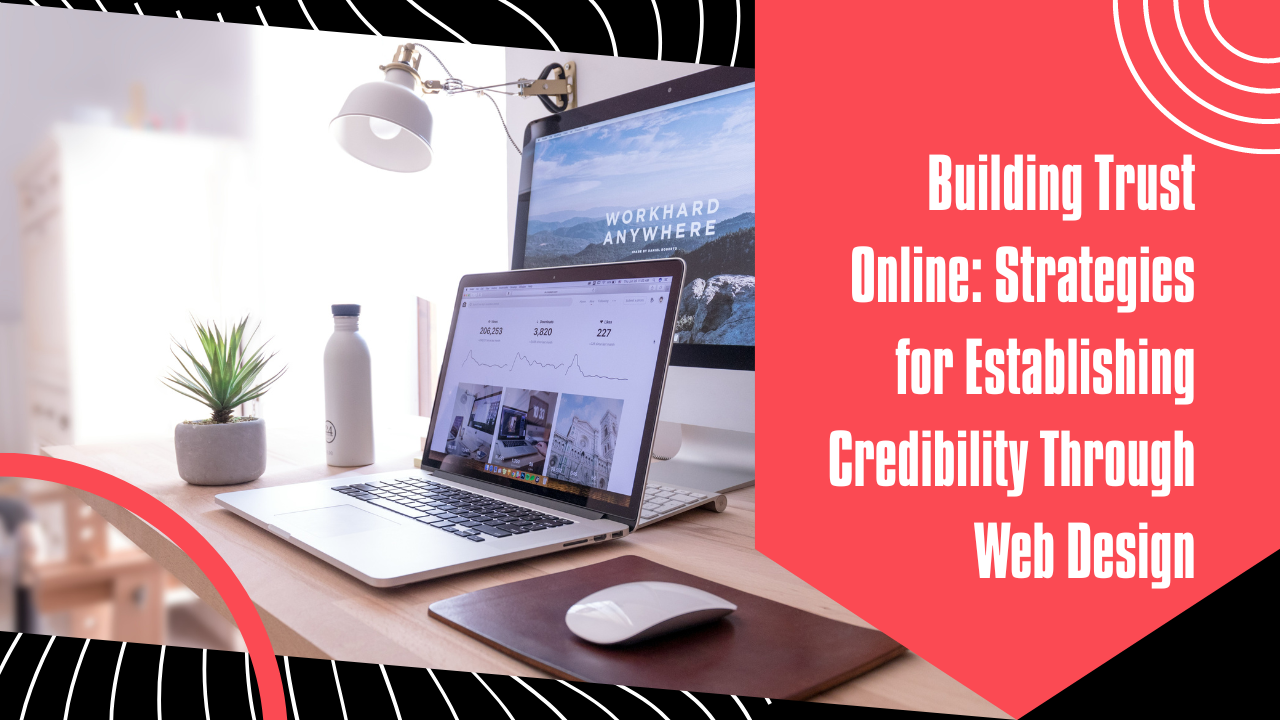 Building Trust
Online: Strategies
for Establishing
Credibility Through
Web Design
WORKHARD
ANYWHERE
206,253
3,820
227